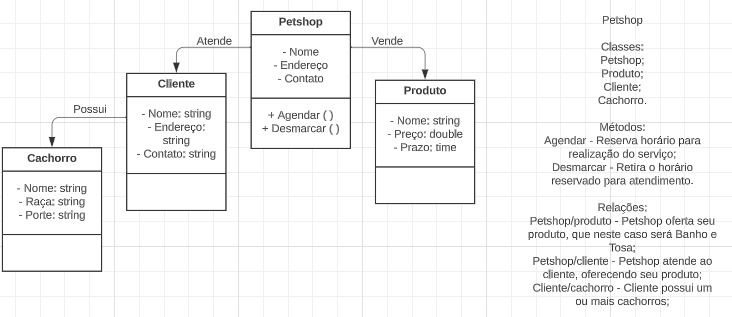 Petshop
- Nome
- Endereço
- Contato
+ Agendar ( )
+ Desmarcar ( )
Atende
Vende
Cliente
- Nome: string
- Endereço:
string
- Contato: string
Produto
- Nome: string
- Preço: double
- Prazo: time
Possui
Cachorro
- Nome: string
- Raça: string
- Porte: string
Petshop
Classes:
Petshop;
Produto;
Cliente;
Cachorro.
Métodos:
Agendar - Reserva horário para
realização do serviço;
Desmarcar - Retira o horário
reservado para atendimento.
Relações:
Petshop/produto - Petshop oferta seu
produto, que neste caso será Banho e
Tosa;
Petshop/cliente - Petshop atende ao
cliente, oferecendo seu produto;
Cliente/cachorro - Cliente possui um
ou mais cachorros;